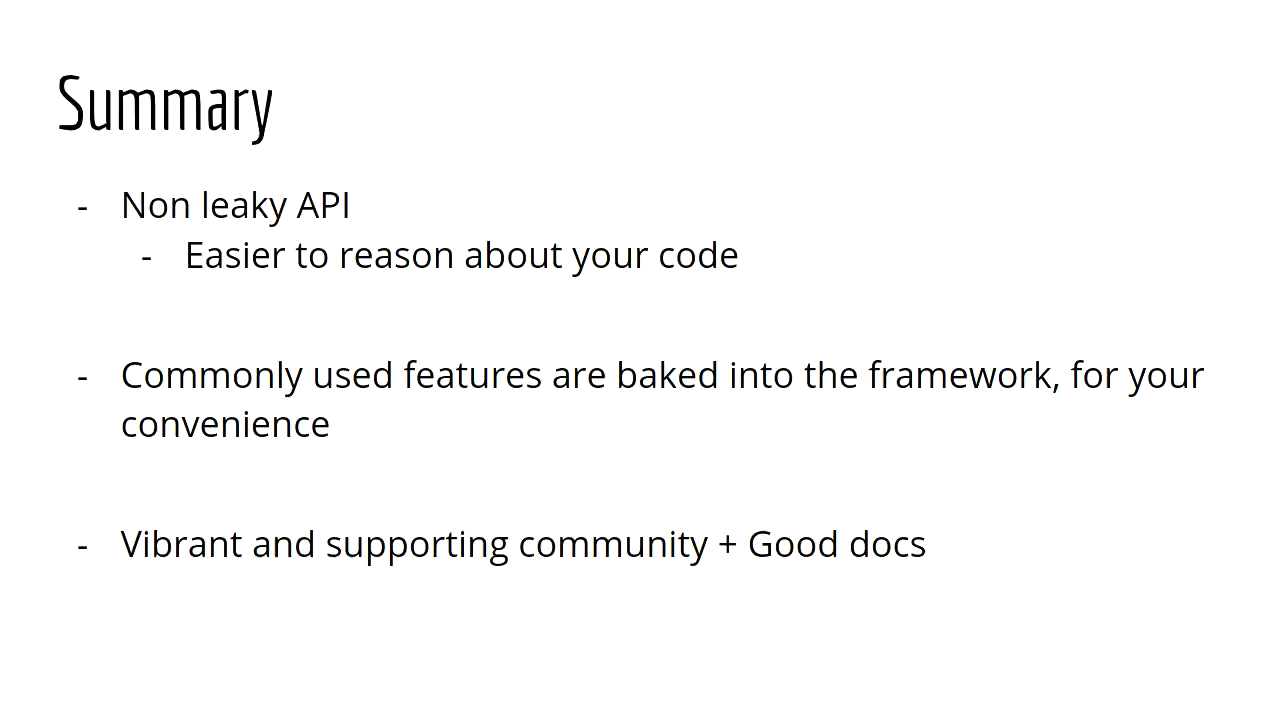 Summary
- Non leaky API
- Easier to reason about your code
- Commonly used features are baked into the framework, for your
convenience
- Vibrant and supporting community + Good docs